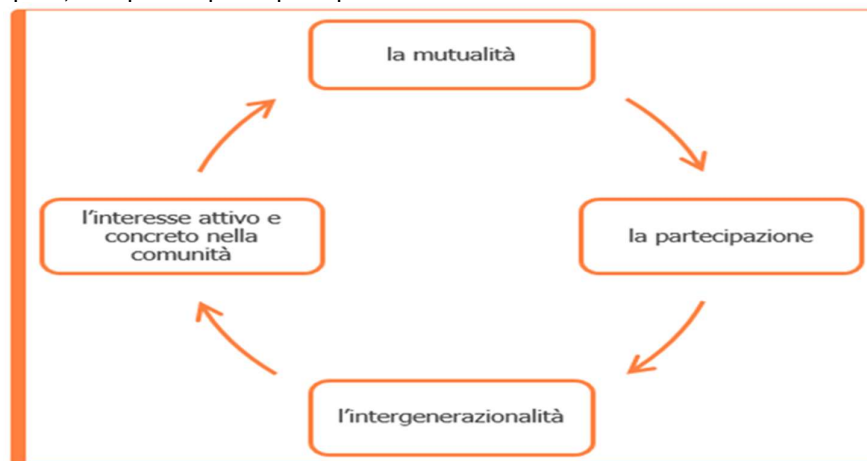 la mutualità
la partecipazione
l'intergenerazionalità
l'interesse attivo e
concreto nella
comunità